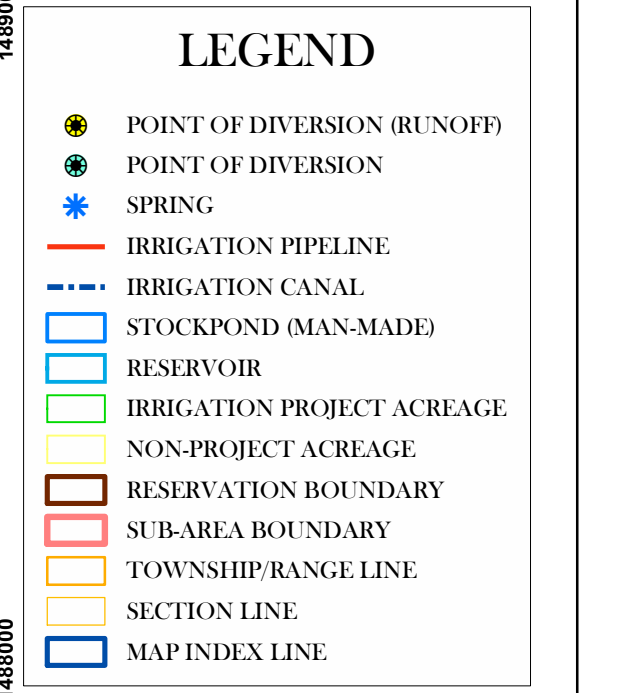 LEGEND
POINT OF DIVERSION (RUNOFF)
POINT OF DIVERSION
SPRING
IRRIGATION PIPELINE
IRRIGATION CANAL
STOCKPOND (MAN-MADE)
RESERVOIR
IRRIGATION PROJECT ACREAGE
NON-PROJECT ACREAGE
RESERVATION BOUNDARY
SUB-AREA BOUNDARY
TOWNSHIP/RANGE LINE
SECTION LINE
MAP INDEX LINE